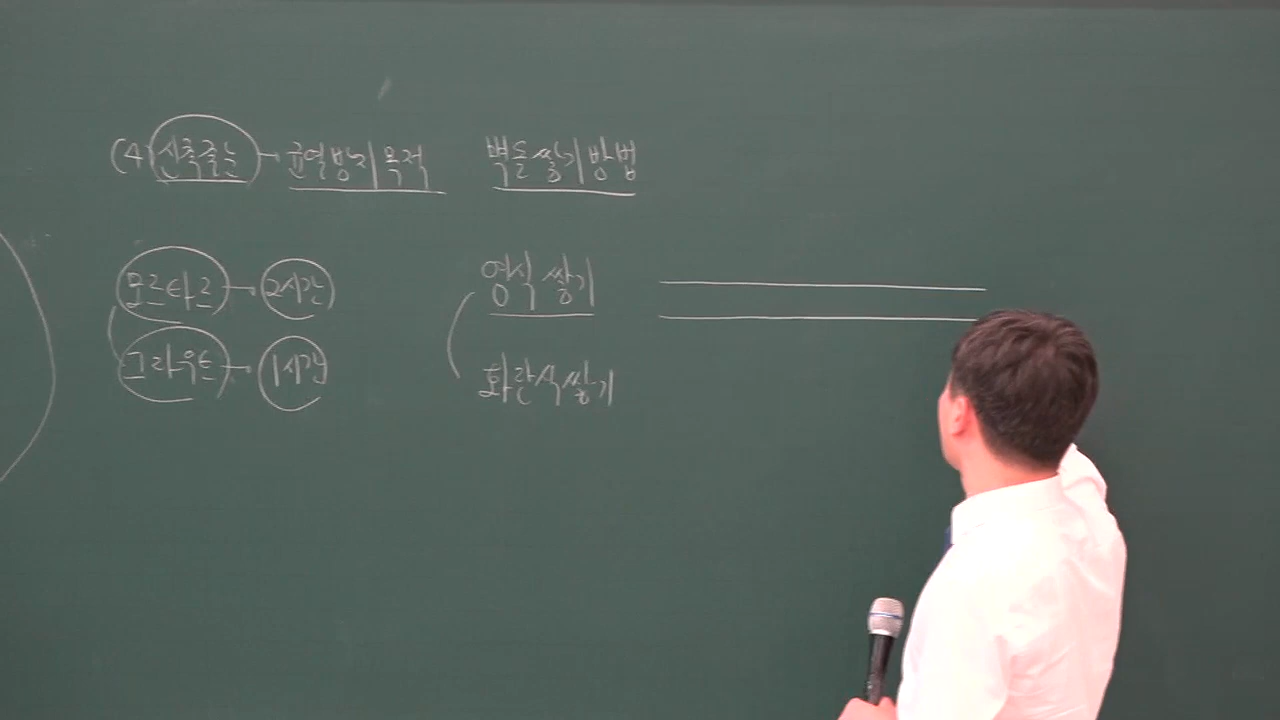 (4) 신축줄눈 → 균열방지목적 벽돌쌓기방법
모르타르 → 2시간
그라우트 → 1시간
영식쌓기
화란식쌓기